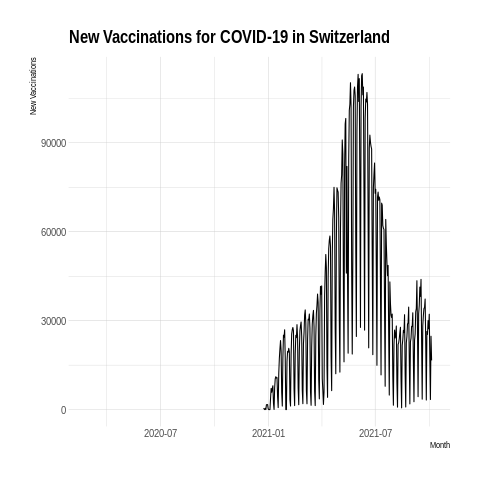 New Vaccinations for COVID-19 in Switzerland
New Vaccinations
90000
60000
30000
0
2020-07
2021-01
2021-07
Month